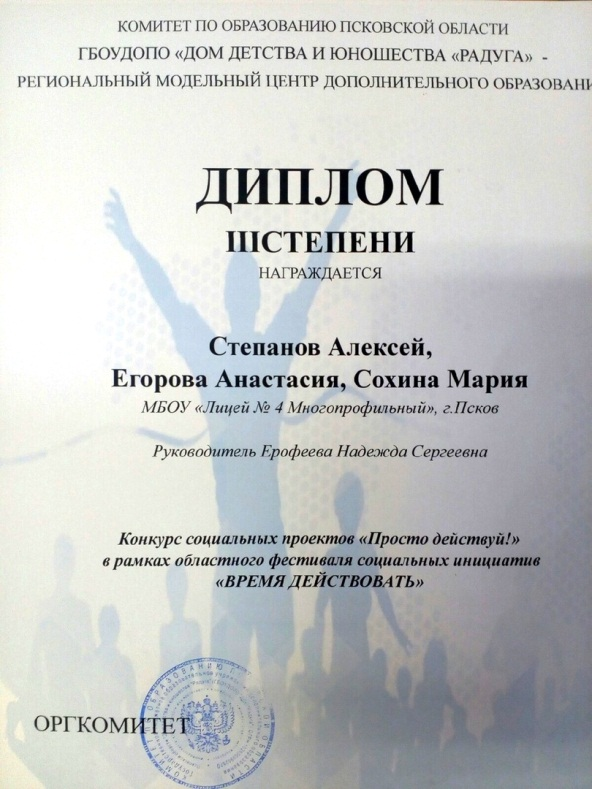 КОМИТЕТ ПО ОБРАЗОВАНИЮ ПСКОВСКОЙ ОБЛАСТИ
ГБОУДОПО «ДОМ ДЕТСТВА И ЮНОШЕСТВА «РАДУГА» -
РЕГИОНАЛЬНЫЙ МОДЕЛЬНЫЙ ЦЕНТР ДОПОЛНИТЕЛЬНОГО ОБРАЗОВАНИ
ДИПЛОМ
IIIСТЕПЕНИ
НАГРАЖДАЕТСЯ
Степанов Алексей,
Егорова Анастасия, Сохина Мария
МБОУ «Лицей № 4 Многопрофильный», г.Псков
Руководитель Ерофеева Надежда Сергеевна
Конкурс социальных проектов «Просто действуй!»
в рамках областного фестиваля социальных инициатив
«ВРЕМЯ ДЕЙСТВОВАТЬ»
ОРГКОМИТЕТ